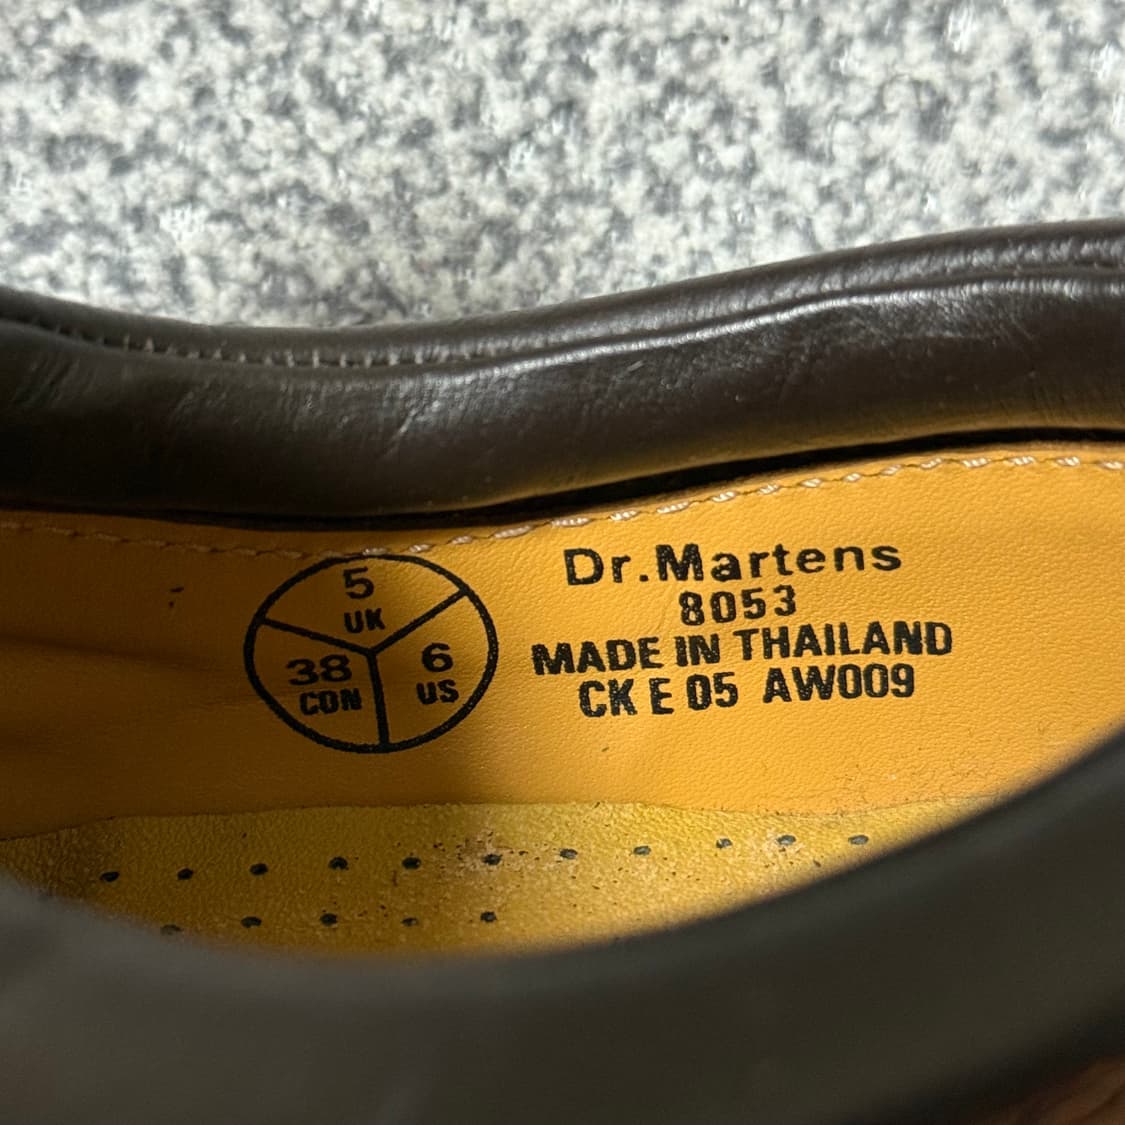 5
UK
38
CON
6
US
Dr.Martens
8053
MADE IN THAILAND
CK E 05 AW009